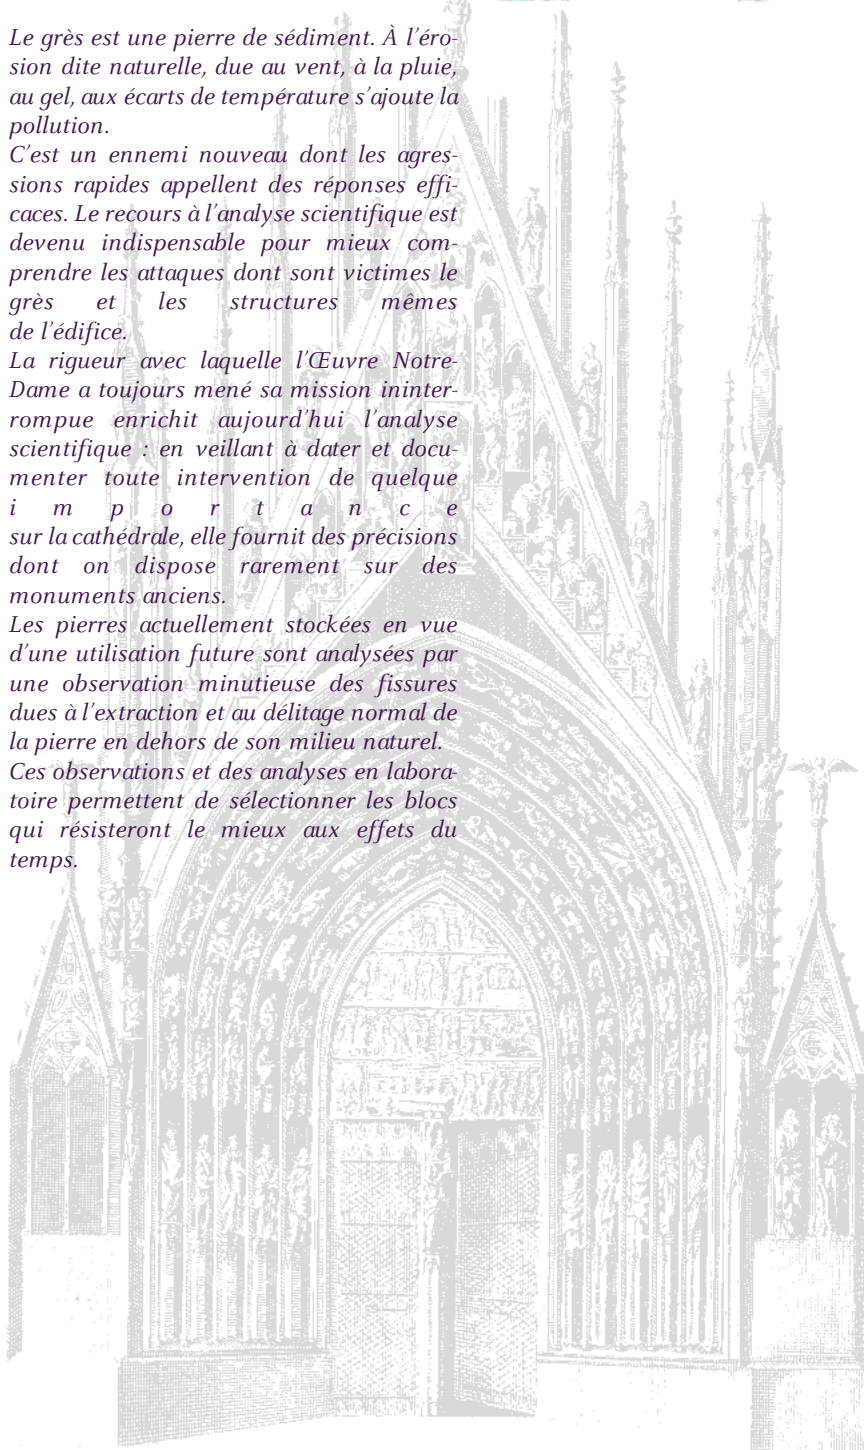 Le grès est une pierre de sédiment. À l'éro-
sion dite naturelle, due au vent, à la pluie,
au gel, aux écarts de température s'ajoute la
pollution.
C'est un ennemi nouveau dont les agres-
sions rapides appellent des réponses effi-
caces. Le recours à l'analyse scientifique est
devenu indispensable pour mieux com-
prendre les attaques dont sont victimes le
grès et les structures mêmes
de l'édifice.
La rigueur avec laquelle l'Œuvre Notre-
Dame a toujours mené sa mission ininter-
rompue enrichit aujourd'hui l'analyse
scientifique : en veillant à dater et docu-
menter toute intervention de quelque
i m p o r t a n c e
sur la cathédrale, elle fournit des précisions
dont on dispose rarement sur des
monuments anciens.
Les pierres actuellement stockées en vue
d'une utilisation future sont analysées par
une observation minutieuse des fissures
dues à l'extraction et au délitage normal de
la pierre en dehors de son milieu naturel.
Ces observations et des analyses en labora-
toire permettent de sélectionner les blocs
qui résisteront le mieux aux effets du
temps.